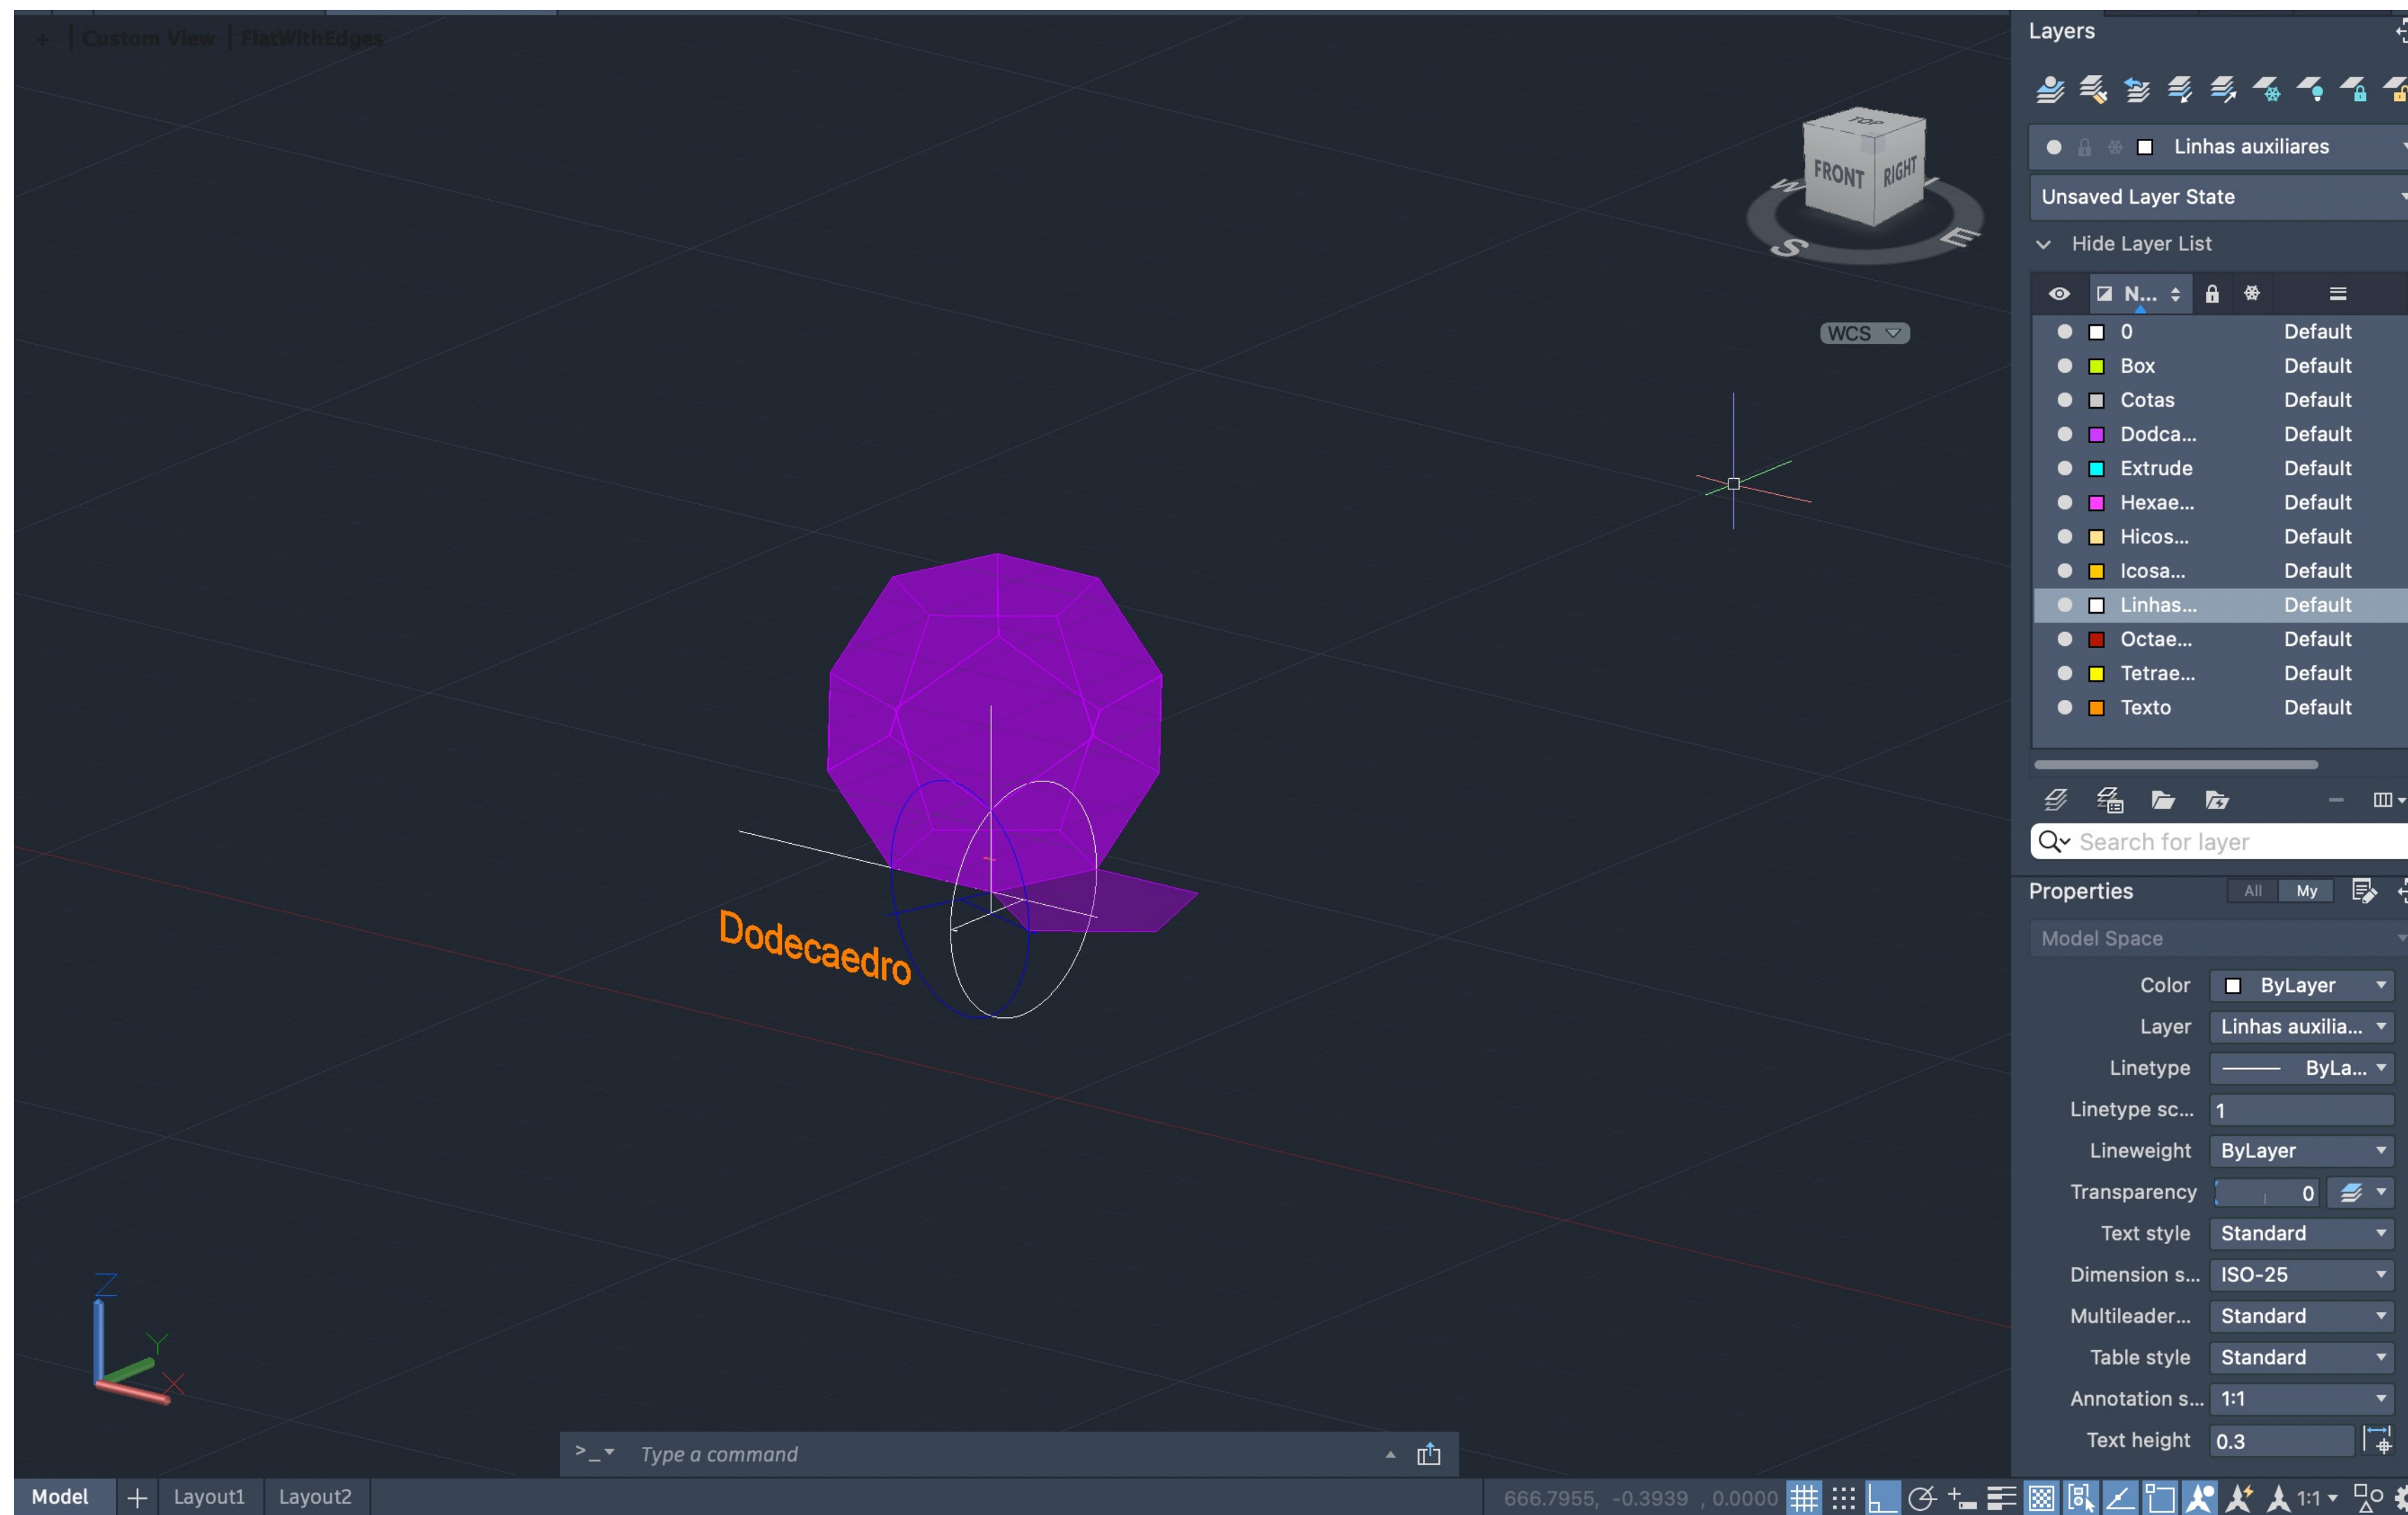 + | Custom View | FlatWithEdges
TOP
FRONT
RIGHT
W
S
E
WCS
Dodecaedro
Z
Y
X
>_ Type a command
Model + Layout1 Layout2
666.7955, -0.3939 , 0.0000
1:1
Layers
Linhas auxiliares
Unsaved Layer State
Hide Layer List
N...
0 Default
Box Default
Cotas Default
Dodca... Default
Extrude Default
Hexae... Default
Hicos... Default
Icosa... Default
Linhas... Default
Octae... Default
Tetrae... Default
Texto Default
Search for layer
Properties All My
Model Space
Color ByLayer
Layer Linhas auxilia...
Linetype ByLa...
Linetype sc... 1
Lineweight ByLayer
Transparency 0
Text style Standard
Dimension s... ISO-25
Multileader... Standard
Table style Standard
Annotation s... 1:1
Text height 0.3